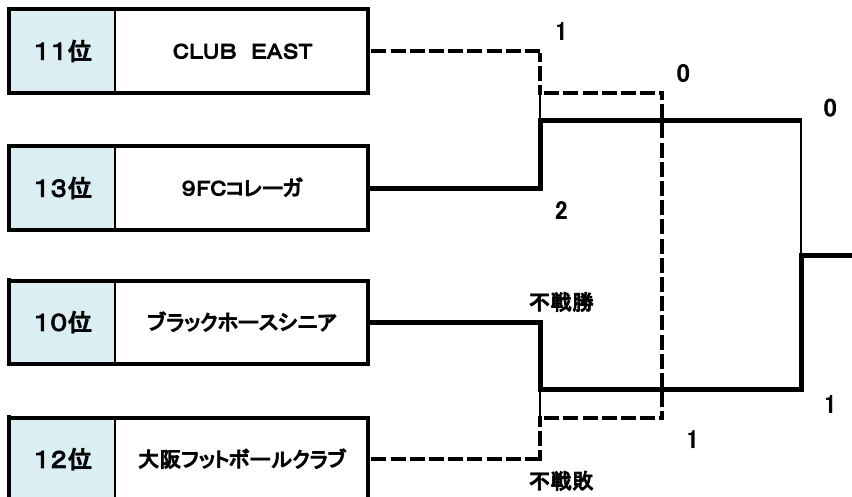 11位 CLUB EAST
1
0
0
13位 9FCコレーガ
2
不戦勝
10位 ブラックホースシニア
1
1
12位 大阪フットボールクラブ
不戦敗